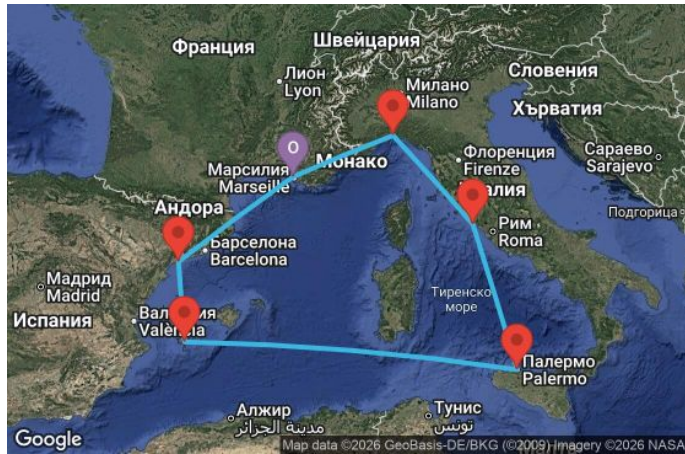 Франция
Швейцария
Лион
Lyon
Милано
Milano
Словения
Хърватия
O
Марсилия
Marseille
Монако
Флоренция
Firenze
Сараево
Sarajevo
Андора
Подгорица
Рим
Roma
Барселона
Barcelona
Мадрид
Madrid
Испания
València
Тиренско
море
Палермо
Palermo
Алжир
مدينة الجزائر
Тунис
تونس
Google
Map data ©2026 GeoBasis-DE/BKG (©2009) Imagery ©2026 NASA